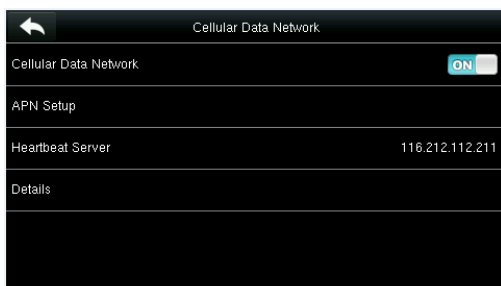 Cellular Data Network
Cellular Data Network ON
APN Setup
Heartbeat Server 116.212.112.211
Details